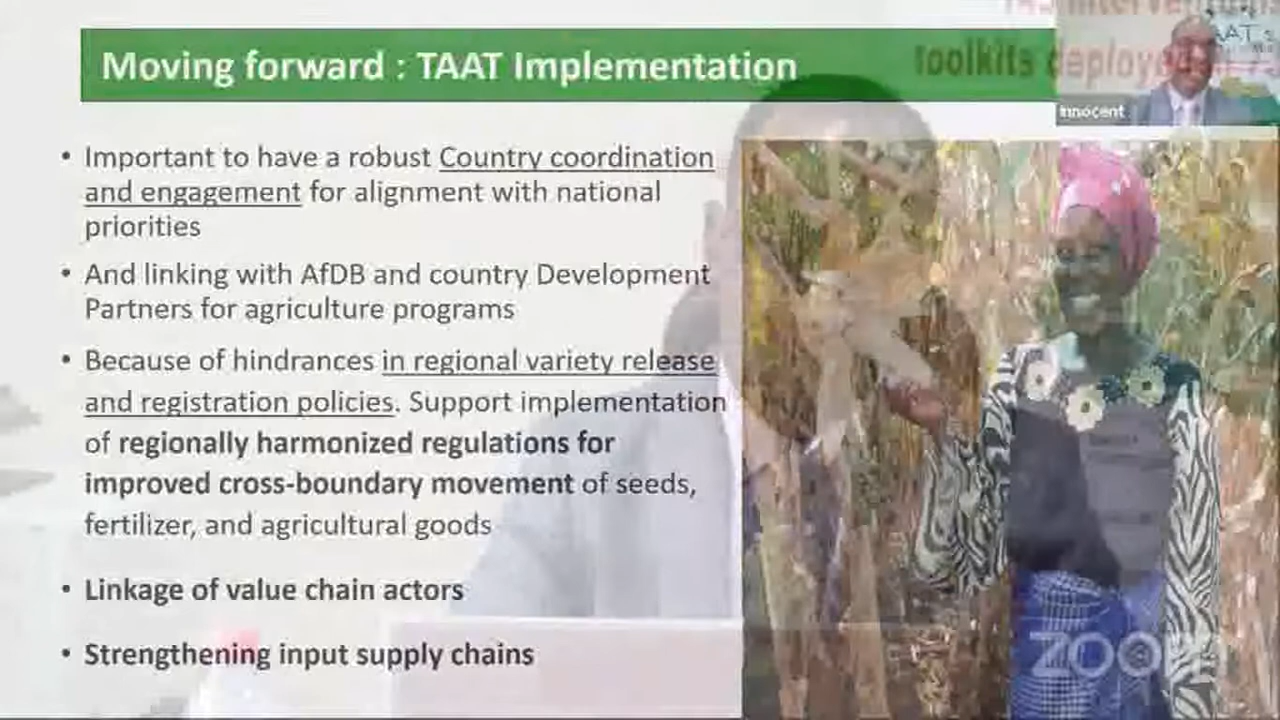 Moving forward : TAAT Implementation
toolkits deployed
Innocent
• Important to have a robust Country coordination
and engagement for alignment with national
priorities
• And linking with AfDB and country Development
Partners for agriculture programs
• Because of hindrances in regional variety release
and registration policies. Support implementation
of regionally harmonized regulations for
improved cross-boundary movement of seeds,
fertilizer, and agricultural goods
• Linkage of value chain actors
• Strengthening input supply chains
zoom